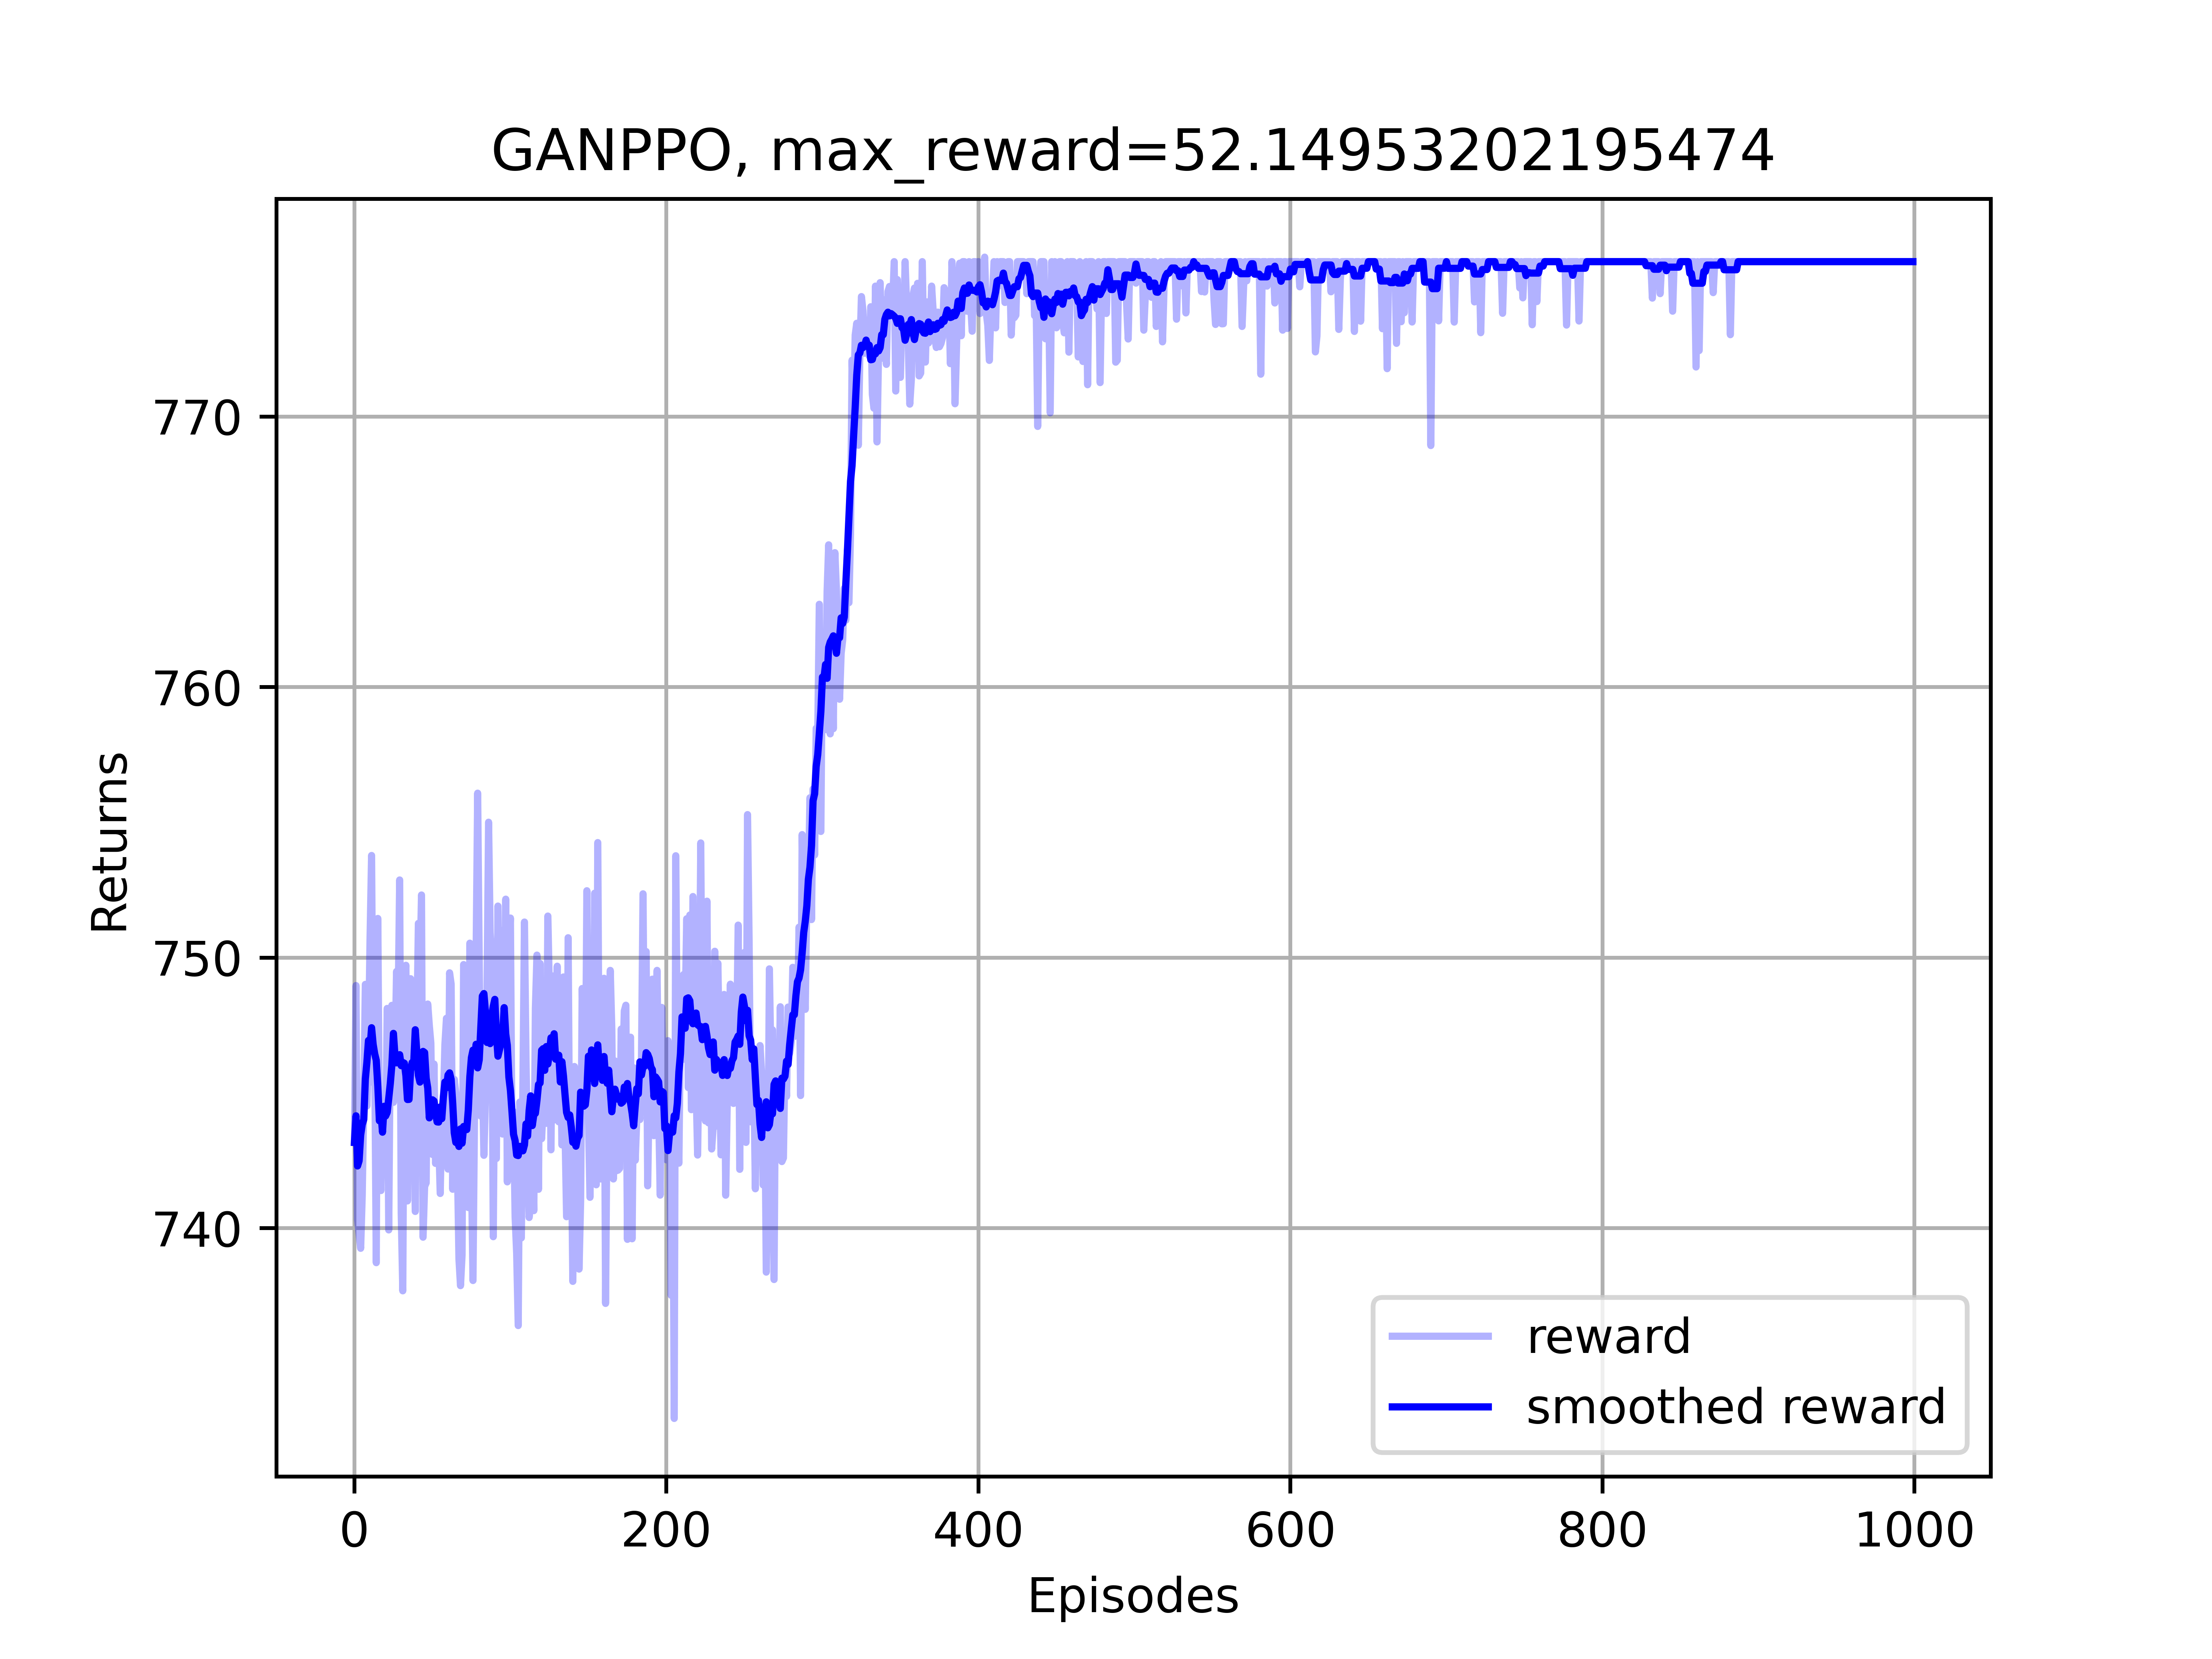 GANPPO, max_reward=52.14953202195474
Returns
770
760
750
740
reward
smoothed reward
0 200 400 600 800 1000
Episodes